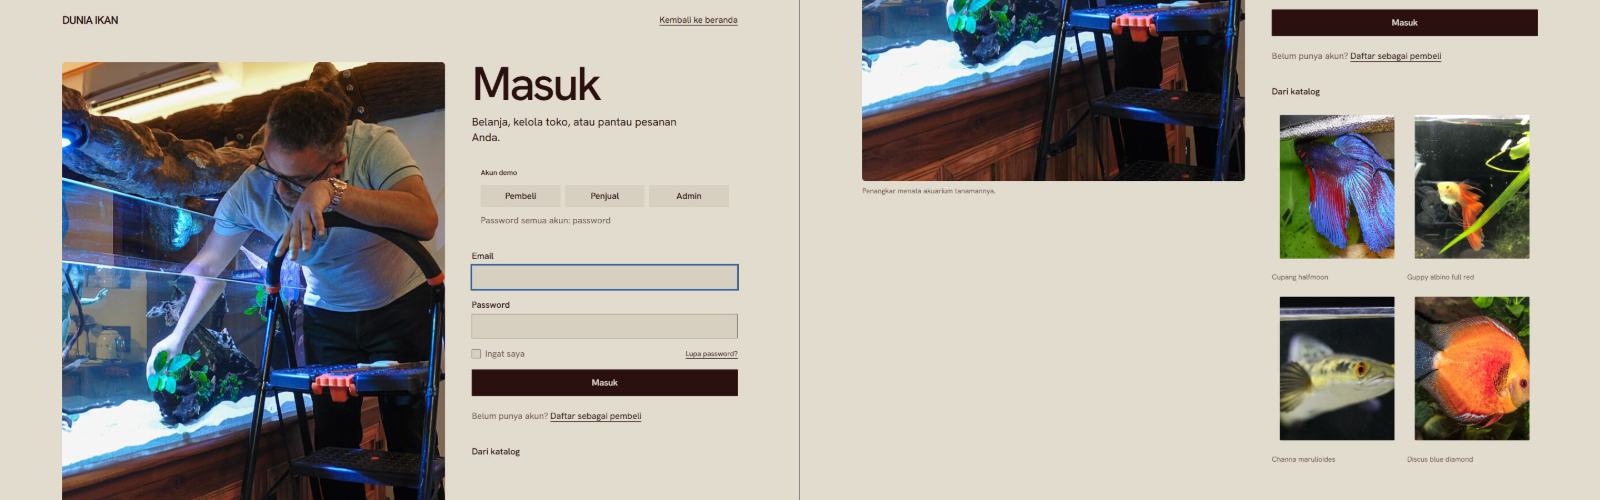 DUNIA IKAN
Kembali ke beranda
Masuk
Belanja, kelola toko, atau pantau pesanan
Anda.
Akun demo
Pembeli
Penjual
Admin
Password semua akun: password
Email
Password
Ingat saya
Lupa password?
Masuk
Belum punya akun? Daftar sebagai pembeli
Dari katalog
Penangkar menata akuarium tanamannya.
Masuk
Belum punya akun? Daftar sebagai pembeli
Dari katalog
Cupang halfmoon
Guppy albino full red
Channa marulioides
Discus blue diamond